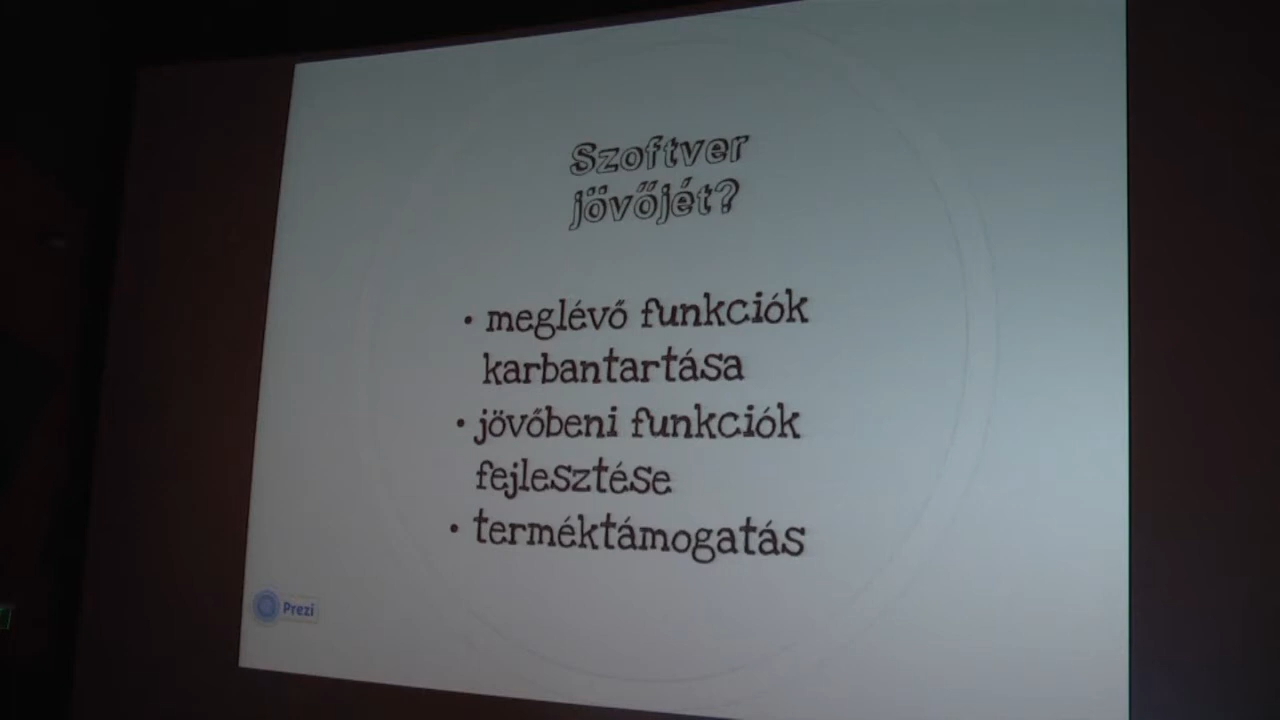 Szoftver
jövőjét?
• meglévő funkciók
karbantartása
• jövőbeni funkciók
fejlesztése
• terméktámogatás
Prezi